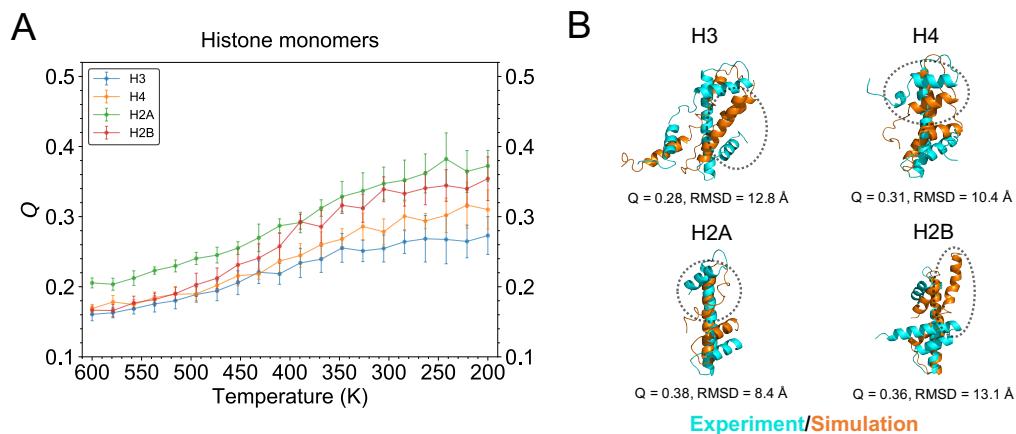 A
Histone monomers
0.5
0.4
0.3
0.2
0.1
Q
H3
H4
H2A
H2B
0.5
0.4
0.3
0.2
0.1
600 550 500 450 400 350 300 250 200
Temperature (K)
B
H3
H4
Q = 0.28, RMSD = 12.8 Å
Q = 0.31, RMSD = 10.4 Å
H2A
H2B
Q = 0.38, RMSD = 8.4 Å
Q = 0.36, RMSD = 13.1 Å
Experiment/Simulation